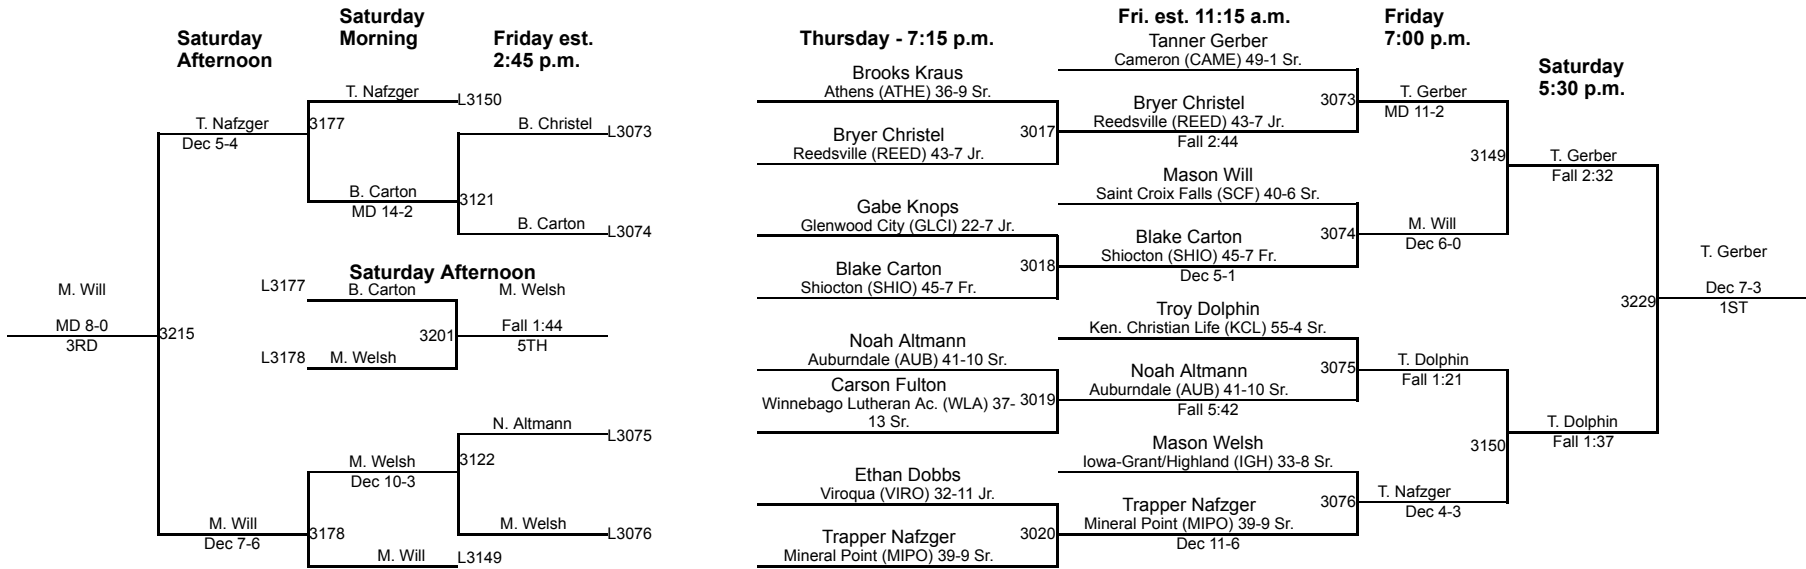 Saturday
Afternoon
Saturday
Morning
Friday est.
2:45 p.m.
T. Nafzger
L3150
T. Nafzger
3177
Dec 5-4
B. Christel
L3073
B. Carton
3121
MD 14-2
B. Carton
L3074
Saturday Afternoon
L3177
B. Carton
M. Welsh
M. Will
MD 8-0
3215
3RD
3201
Fall 1:44
5TH
L3178
M. Welsh
N. Altmann
L3075
M. Welsh
3122
Dec 10-3
M. Will
3178
Dec 7-6
M. Welsh
L3076
M. Will
L3149
Thursday - 7:15 p.m.
Fri. est. 11:15 a.m.
Friday
7:00 p.m.
Saturday
5:30 p.m.
Brooks Kraus
Athens (ATHE) 36-9 Sr.
3017
Bryer Christel
Reedsville (REED) 43-7 Jr.
Gabe Knops
Glenwood City (GLCI) 22-7 Jr.
3018
Blake Carton
Shiocton (SHIO) 45-7 Fr.
Noah Altmann
Auburndale (AUB) 41-10 Sr.
Carson Fulton
Winnebago Lutheran Ac. (WLA) 37-
13 Sr.
3019
Ethan Dobbs
Viroqua (VIRO) 32-11 Jr.
3020
Trapper Nafzger
Mineral Point (MIPO) 39-9 Sr.
Tanner Gerber
Cameron (CAME) 49-1 Sr.
3073
Bryer Christel
Reedsville (REED) 43-7 Jr.
Fall 2:44
Mason Will
Saint Croix Falls (SCF) 40-6 Sr.
3074
Blake Carton
Shiocton (SHIO) 45-7 Fr.
Dec 5-1
Troy Dolphin
Ken. Christian Life (KCL) 55-4 Sr.
3075
Noah Altmann
Auburndale (AUB) 41-10 Sr.
Fall 5:42
Mason Welsh
Iowa-Grant/Highland (IGH) 33-8 Sr.
3076
Trapper Nafzger
Mineral Point (MIPO) 39-9 Sr.
Dec 11-6
T. Gerber
MD 11-2
3149
M. Will
Dec 6-0
T. Dolphin
Fall 1:21
3150
T. Nafzger
Dec 4-3
T. Gerber
Fall 2:32
3229
T. Dolphin
Fall 1:37
T. Gerber
Dec 7-3
1ST